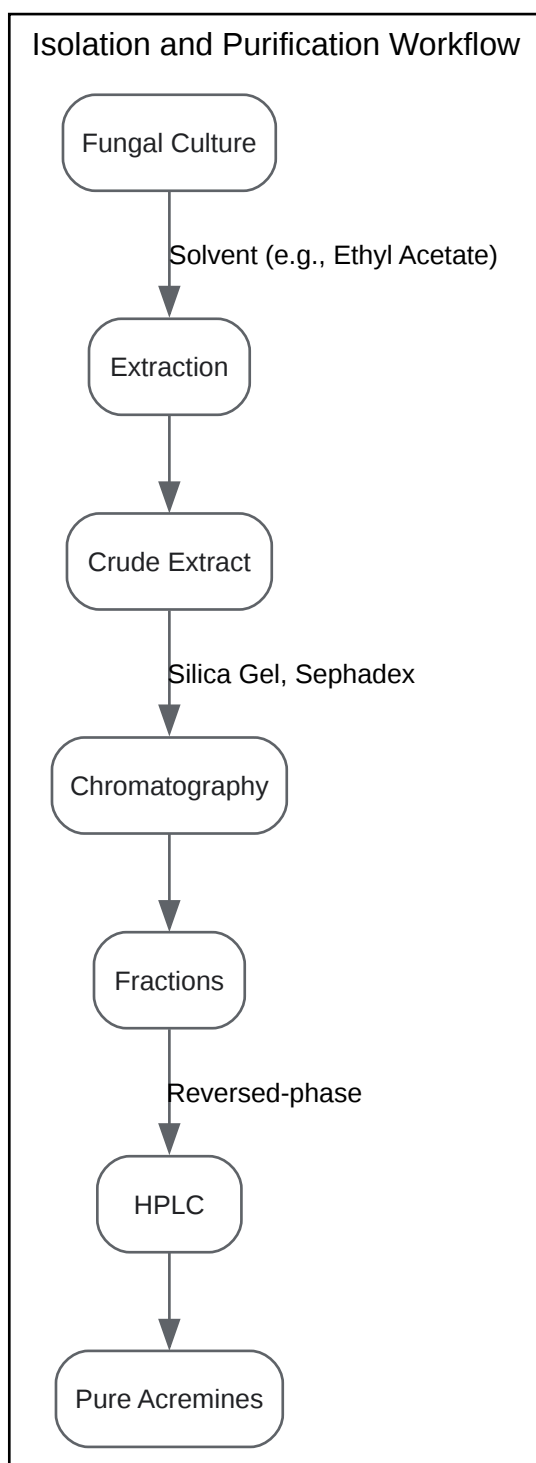 Isolation and Purification Workflow
Fungal Culture
Solvent (e.g., Ethyl Acetate)
Extraction
Crude Extract
Silica Gel, Sephadex
Chromatography
Fractions
Reversed-phase
HPLC
Pure Acremines